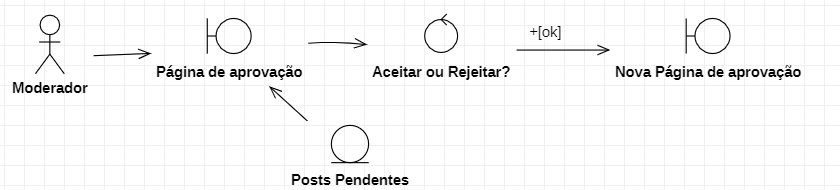 +[ok]
Moderador
Página de aprovação
Aceitar ou Rejeitar?
Nova Página de aprovação
Posts Pendentes